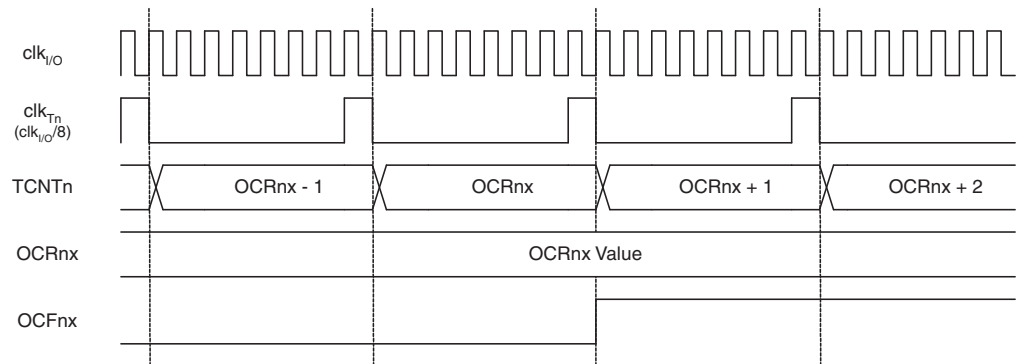 clkI/O
clkTn
(clkI/O/8)
TCNTn
OCRnx - 1
OCRnx
OCRnx + 1
OCRnx + 2
OCRnx
OCRnx Value
OCFnx